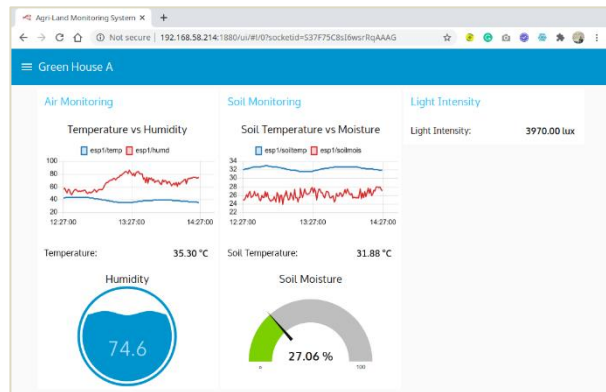 Agri-Land Monitoring System
Not secure | 192.168.58.214:1880/ui/#!/0?socketid=S37F75C8sI6wsrRqAAAG
Green House A
Air Monitoring
Temperature vs Humidity
esp1/temp esp1/humd
100
80
60
40
20
12:27:00 13:27:00 14:27:00
Temperature: 35.30 °C
Humidity
74.6
Soil Monitoring
Soil Temperature vs Moisture
esp1/soiltemp esp1/soilmois
34
32
30
28
26
24
22
12:27:00 13:27:00 14:27:00
Soil Temperature: 31.88 °C
Soil Moisture
27.06 %
0 100
Light Intensity
Light Intensity: 3970.00 lux